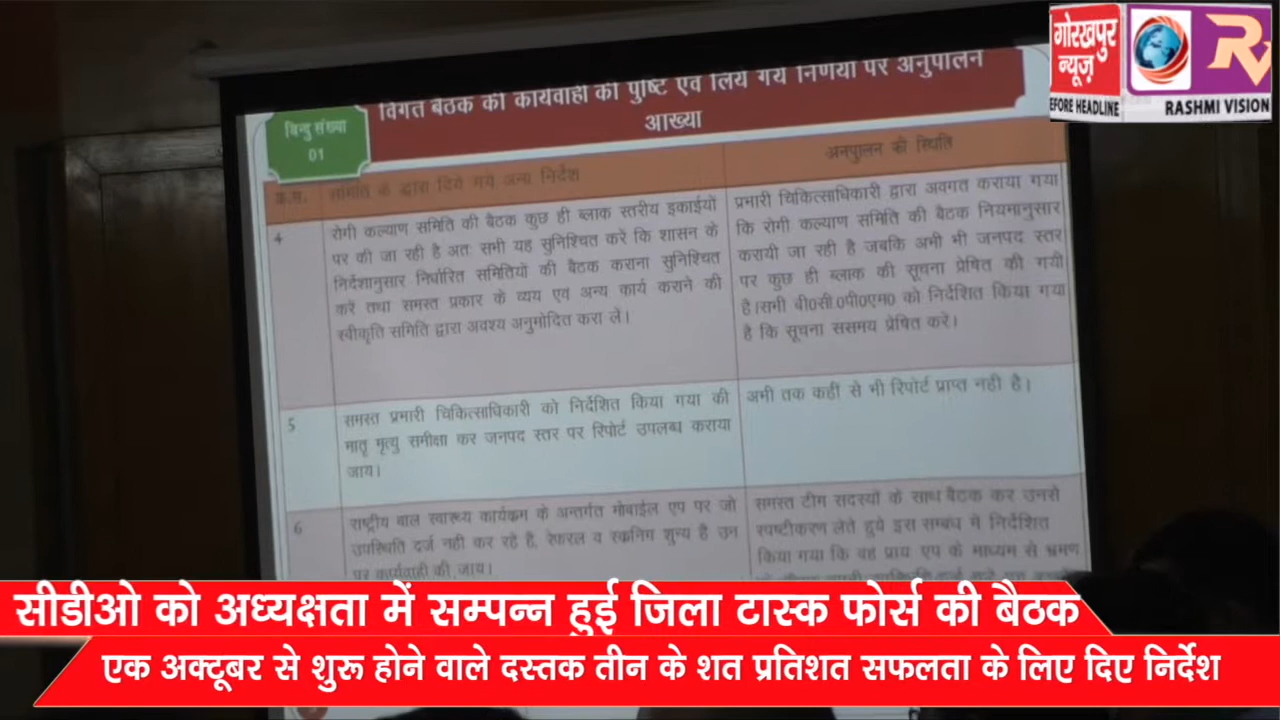 गोरखपुर
न्यूज़
EFORE HEADLINE
RASHMI VISION
विगत बैठक की कार्यवाही की पुष्टि एवं लिये गये निर्णयों पर अनुपालन
आख्या
बिन्दु संख्या
01
क्र.सं. समिति के द्वारा दिये गये अन्य निर्देश
अनुपालन की स्थिति
4
रोगी कल्याण समिति की बैठक कुछ ही ब्लाक स्तरीय इकाईयों
पर की जा रही है अतः सभी यह सुनिश्चित करें कि शासन के
निर्देशानुसार निर्धारित समितियों की बैठक कराना सुनिश्चित
करें तथा समस्त प्रकार के व्यय एवं अन्य कार्य कराने की
स्वीकृति समिति द्वारा अवश्य अनुमोदित करा लें।
प्रभारी चिकित्साधिकारी द्वारा अवगत कराया गया
कि रोगी कल्याण समिति की बैठक नियमानुसार
करायी जा रही है जबकि अभी भी जनपद स्तर
पर कुछ ही ब्लाक की सूचना प्रेषित की गयी
है।सभी बी0सी0पी0एम0 को निर्देशित किया गया
है कि सूचना ससमय प्रेषित करें।
5
समस्त प्रभारी चिकित्साधिकारी को निर्देशित किया गया की
मातृ मृत्यु समीक्षा कर जनपद स्तर पर रिपोर्ट उपलब्ध कराया
जाय।
अभी तक कहीं से भी रिपोर्ट प्राप्त नही है।
6
राष्ट्रीय बाल स्वास्थ्य कार्यक्रम के अन्तर्गत मोबाईल एप पर जो
उपस्थिति दर्ज नही कर रहे है, रेफरल व स्क्रनिंग शुन्य है उन
पर कार्यवाही की जाय।
समस्त टीम सदस्यों के साथ बैठक कर उनसे
स्पष्टीकरण लेते हुये इस सम्बध में निर्देशित
किया गया कि वह प्राय एप के माध्यम से भ्रमण
सीडीओ को अध्यक्षता में सम्पन्न हुई जिला टास्क फोर्स की बैठक
एक अक्टूबर से शुरू होने वाले दस्तक तीन के शत प्रतिशत सफलता के लिए दिए निर्देश